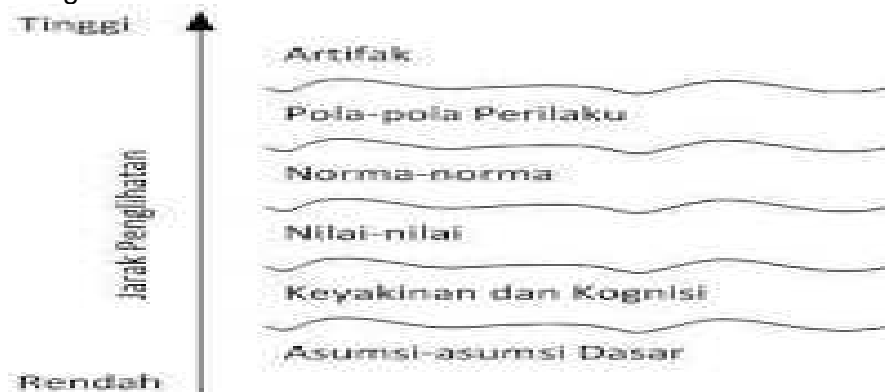 Tinggi
Artifak
Pola-pola Perilaku
Norma-norma
Jarak Penglihatan
Nilai-nilai
Keyakinan dan Kognisi
Asumsi-asumsi Dasar
Rendah